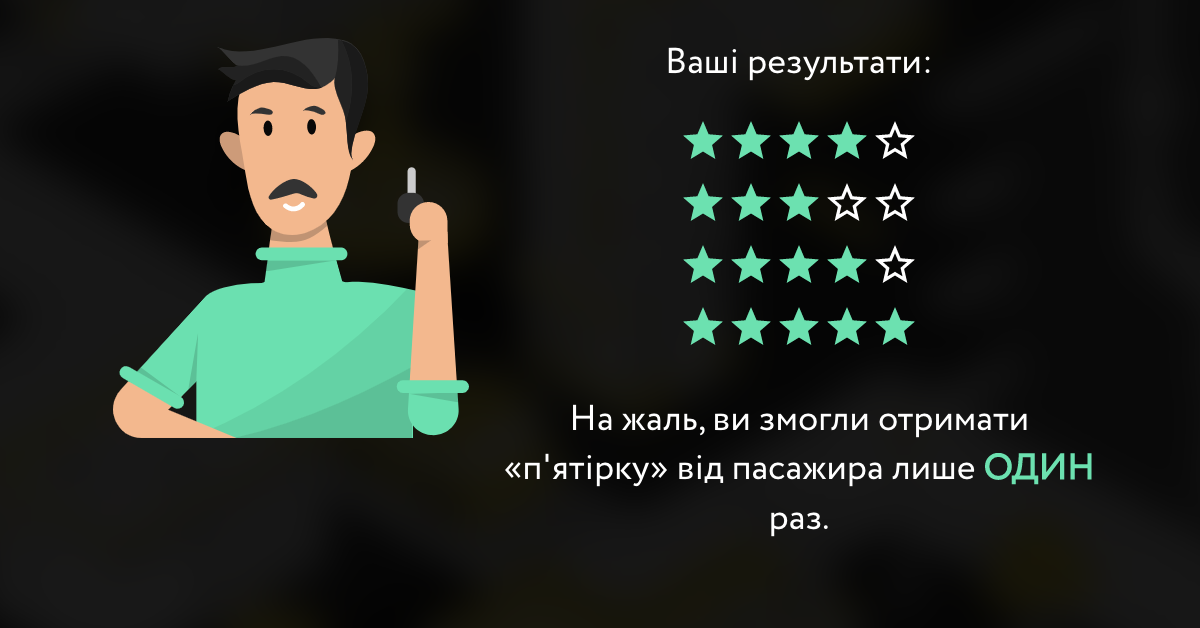 Ваші результати:
На жаль, ви змогли отримати
«п'ятірку» від пасажира лише ОДИН
раз.